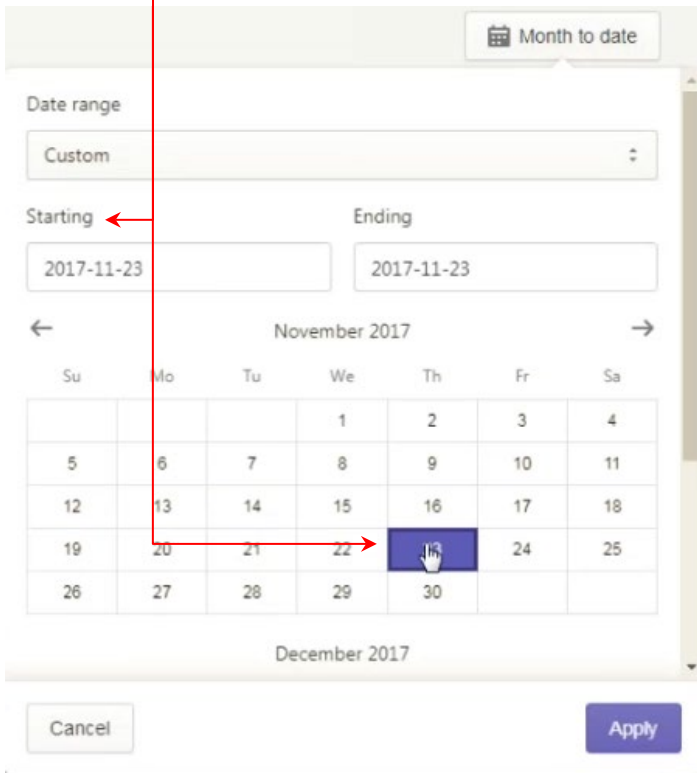 Month to date
Date range
Custom
Starting Ending
2017-11-23 2017-11-23
November 2017
Su Mo Tu We Th Fr Sa
1 2 3 4
5 6 7 8 9 10 11
12 13 14 15 16 17 18
19 20 21 22 24 25
26 27 28 29 30
December 2017
Cancel Apply